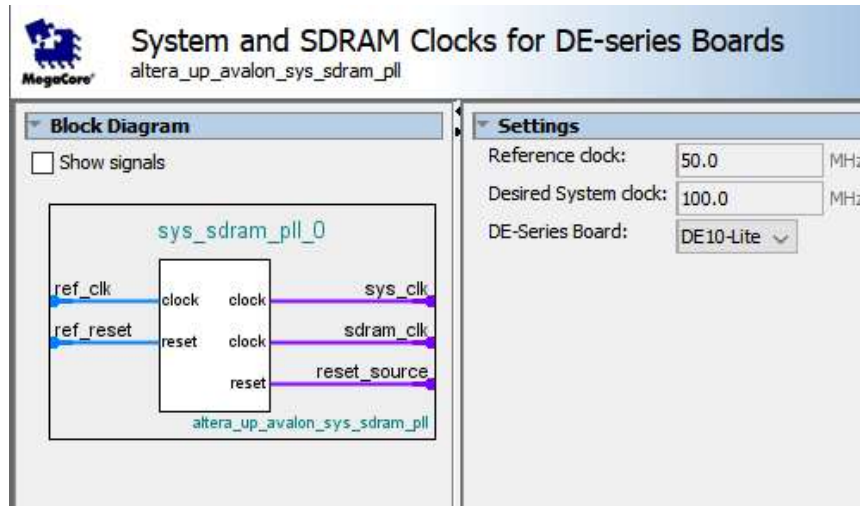 System and SDRAM Clocks for DE-series Boards
MegaCore®
altera_up_avalon_sys_sdram_pll
Block Diagram
Show signals
sys_sdram_pll_0
ref_clk
clock
clock
sys_clk
ref_reset
reset
clock
sdram_clk
reset
reset_source
altera_up_avalon_sys_sdram_pll
Settings
Reference clock: 50.0 MHz
Desired System clock: 100.0 MHz
DE-Series Board: DE10-Lite